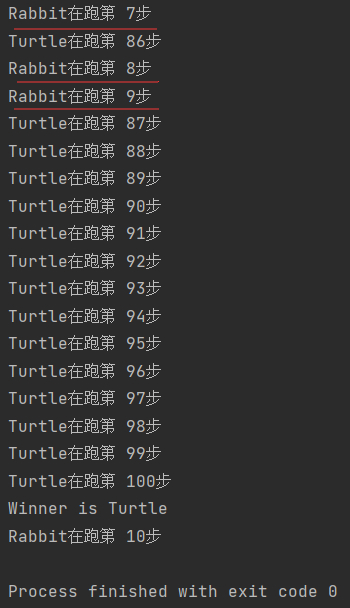 Rabbit在跑第 7步
Turtle在跑第 86步
Rabbit在跑第 8步
Rabbit在跑第 9步
Turtle在跑第 87步
Turtle在跑第 88步
Turtle在跑第 89步
Turtle在跑第 90步
Turtle在跑第 91步
Turtle在跑第 92步
Turtle在跑第 93步
Turtle在跑第 94步
Turtle在跑第 95步
Turtle在跑第 96步
Turtle在跑第 97步
Turtle在跑第 98步
Turtle在跑第 99步
Turtle在跑第 100步
Winner is Turtle
Rabbit在跑第 10步
Process finished with exit code 0